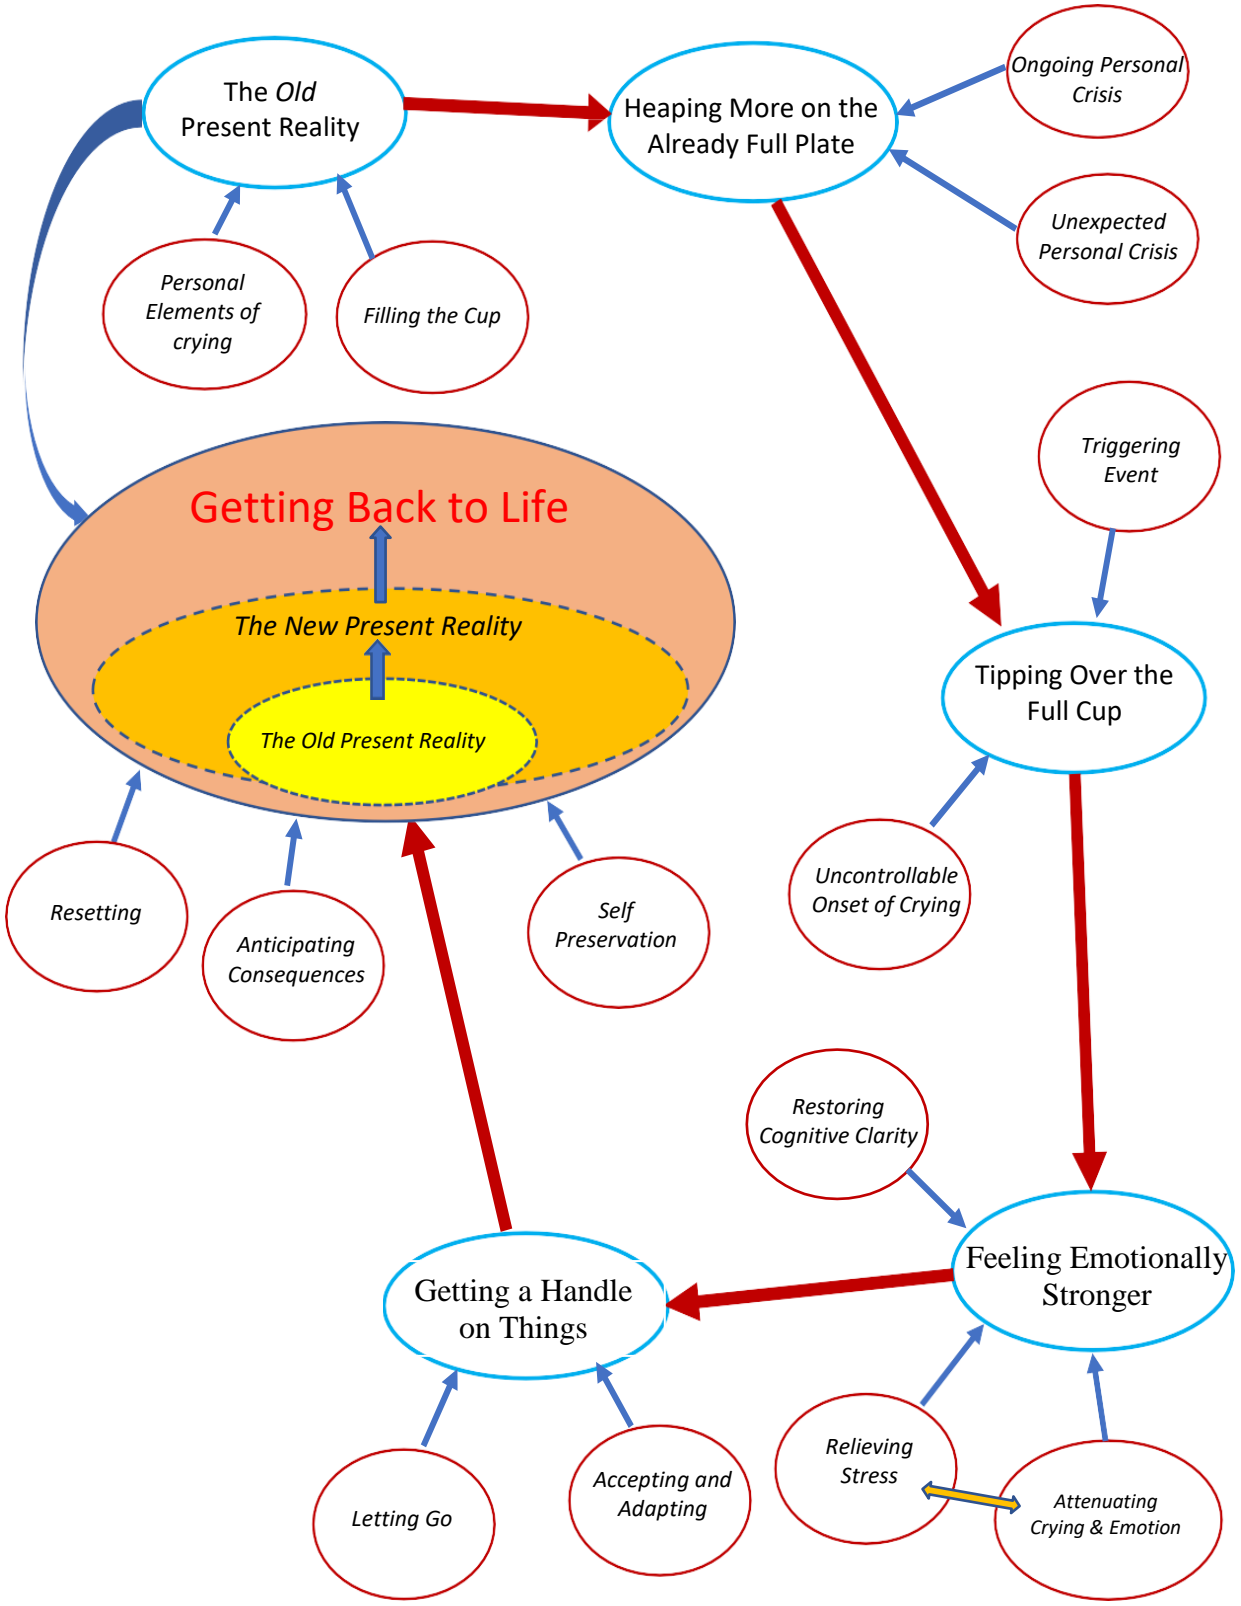 The Old
Present Reality
Heaping More on the
Already Full Plate
Ongoing Personal
Crisis
Unexpected
Personal Crisis
Personal
Elements of
crying
Filling the Cup
Triggering
Event
Getting Back to Life
The New Present Reality
The Old Present Reality
Tipping Over the
Full Cup
Uncontrollable
Onset of Crying
Resetting
Anticipating
Consequences
Self
Preservation
Restoring
Cognitive Clarity
Feeling Emotionally
Stronger
Getting a Handle
on Things
Relieving
Stress
Attenuating
Crying & Emotion
Accepting and
Adapting
Letting Go